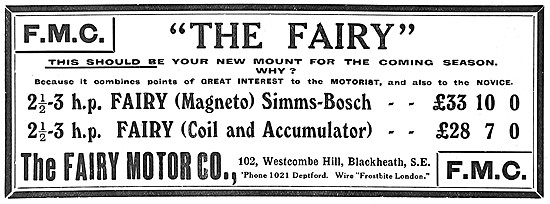 F.M.C.
"THE FAIRY"
THIS SHOULD BE YOUR NEW MOUNT FOR THE COMING SEASON.
WHY ?
Because it combines points of GREAT INTEREST to the MOTORIST, and also to the NOVICE.
2½-3 h.p. FAIRY (Magneto) Simms-Bosch - - £33 10 0
2½-3 h.p. FAIRY (Coil and Accumulator) - - £28 7 0
The FAIRY MOTOR CO.,
102, Westcombe Hill, Blackheath, S.E.
'Phone 1021 Deptford. Wire "Frostbite London."
F.M.C.